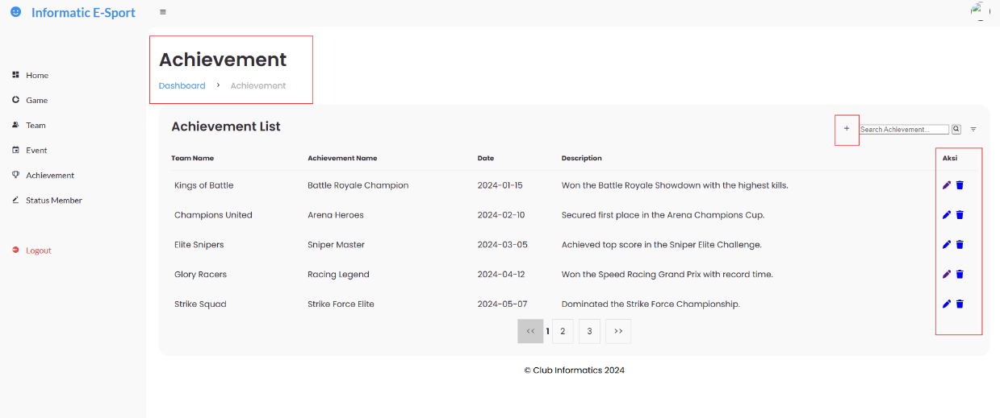 Informatic E-Sport
Home
Game
Team
Event
Achievement
Status Member
Logout
Achievement
Dashboard > Achievement
Achievement List
+ Search Achievement...
Team Name Achievement Name Date Description Aksi
Kings of Battle Battle Royale Champion 2024-01-15 Won the Battle Royale Showdown with the highest kills.
Champions United Arena Heroes 2024-02-10 Secured first place in the Arena Champions Cup.
Elite Snipers Sniper Master 2024-03-05 Achieved top score in the Sniper Elite Challenge.
Glory Racers Racing Legend 2024-04-12 Won the Speed Racing Grand Prix with record time.
Strike Squad Strike Force Elite 2024-05-07 Dominated the Strike Force Championship.
<< 1 2 3 >>
© Club Informatics 2024